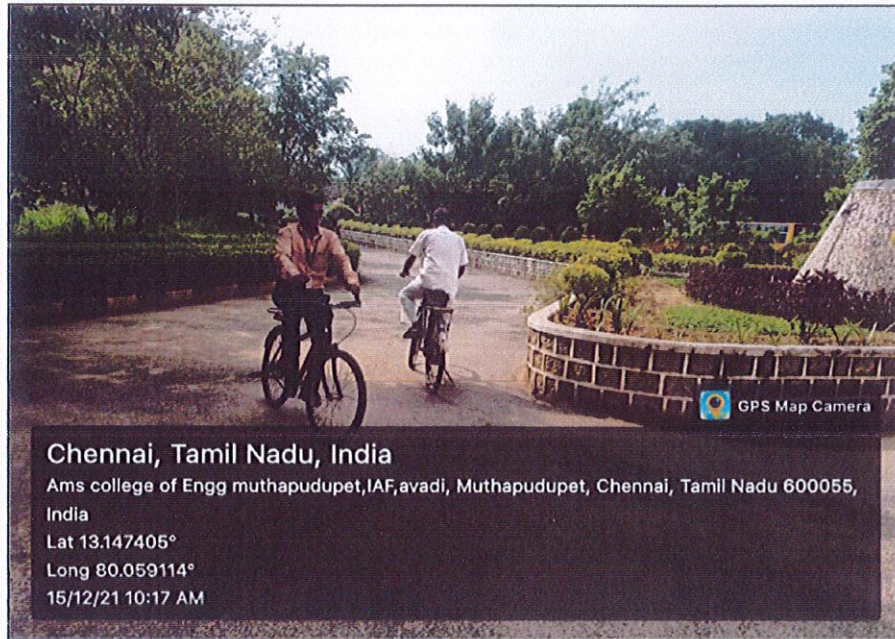 GPS Map Camera
Chennai, Tamil Nadu, India
Ams college of Engg muthapudupet,IAF,avadi, Muthapudupet, Chennai, Tamil Nadu 600055,
India
Lat 13.147405°
Long 80.059114°
15/12/21 10:17 AM